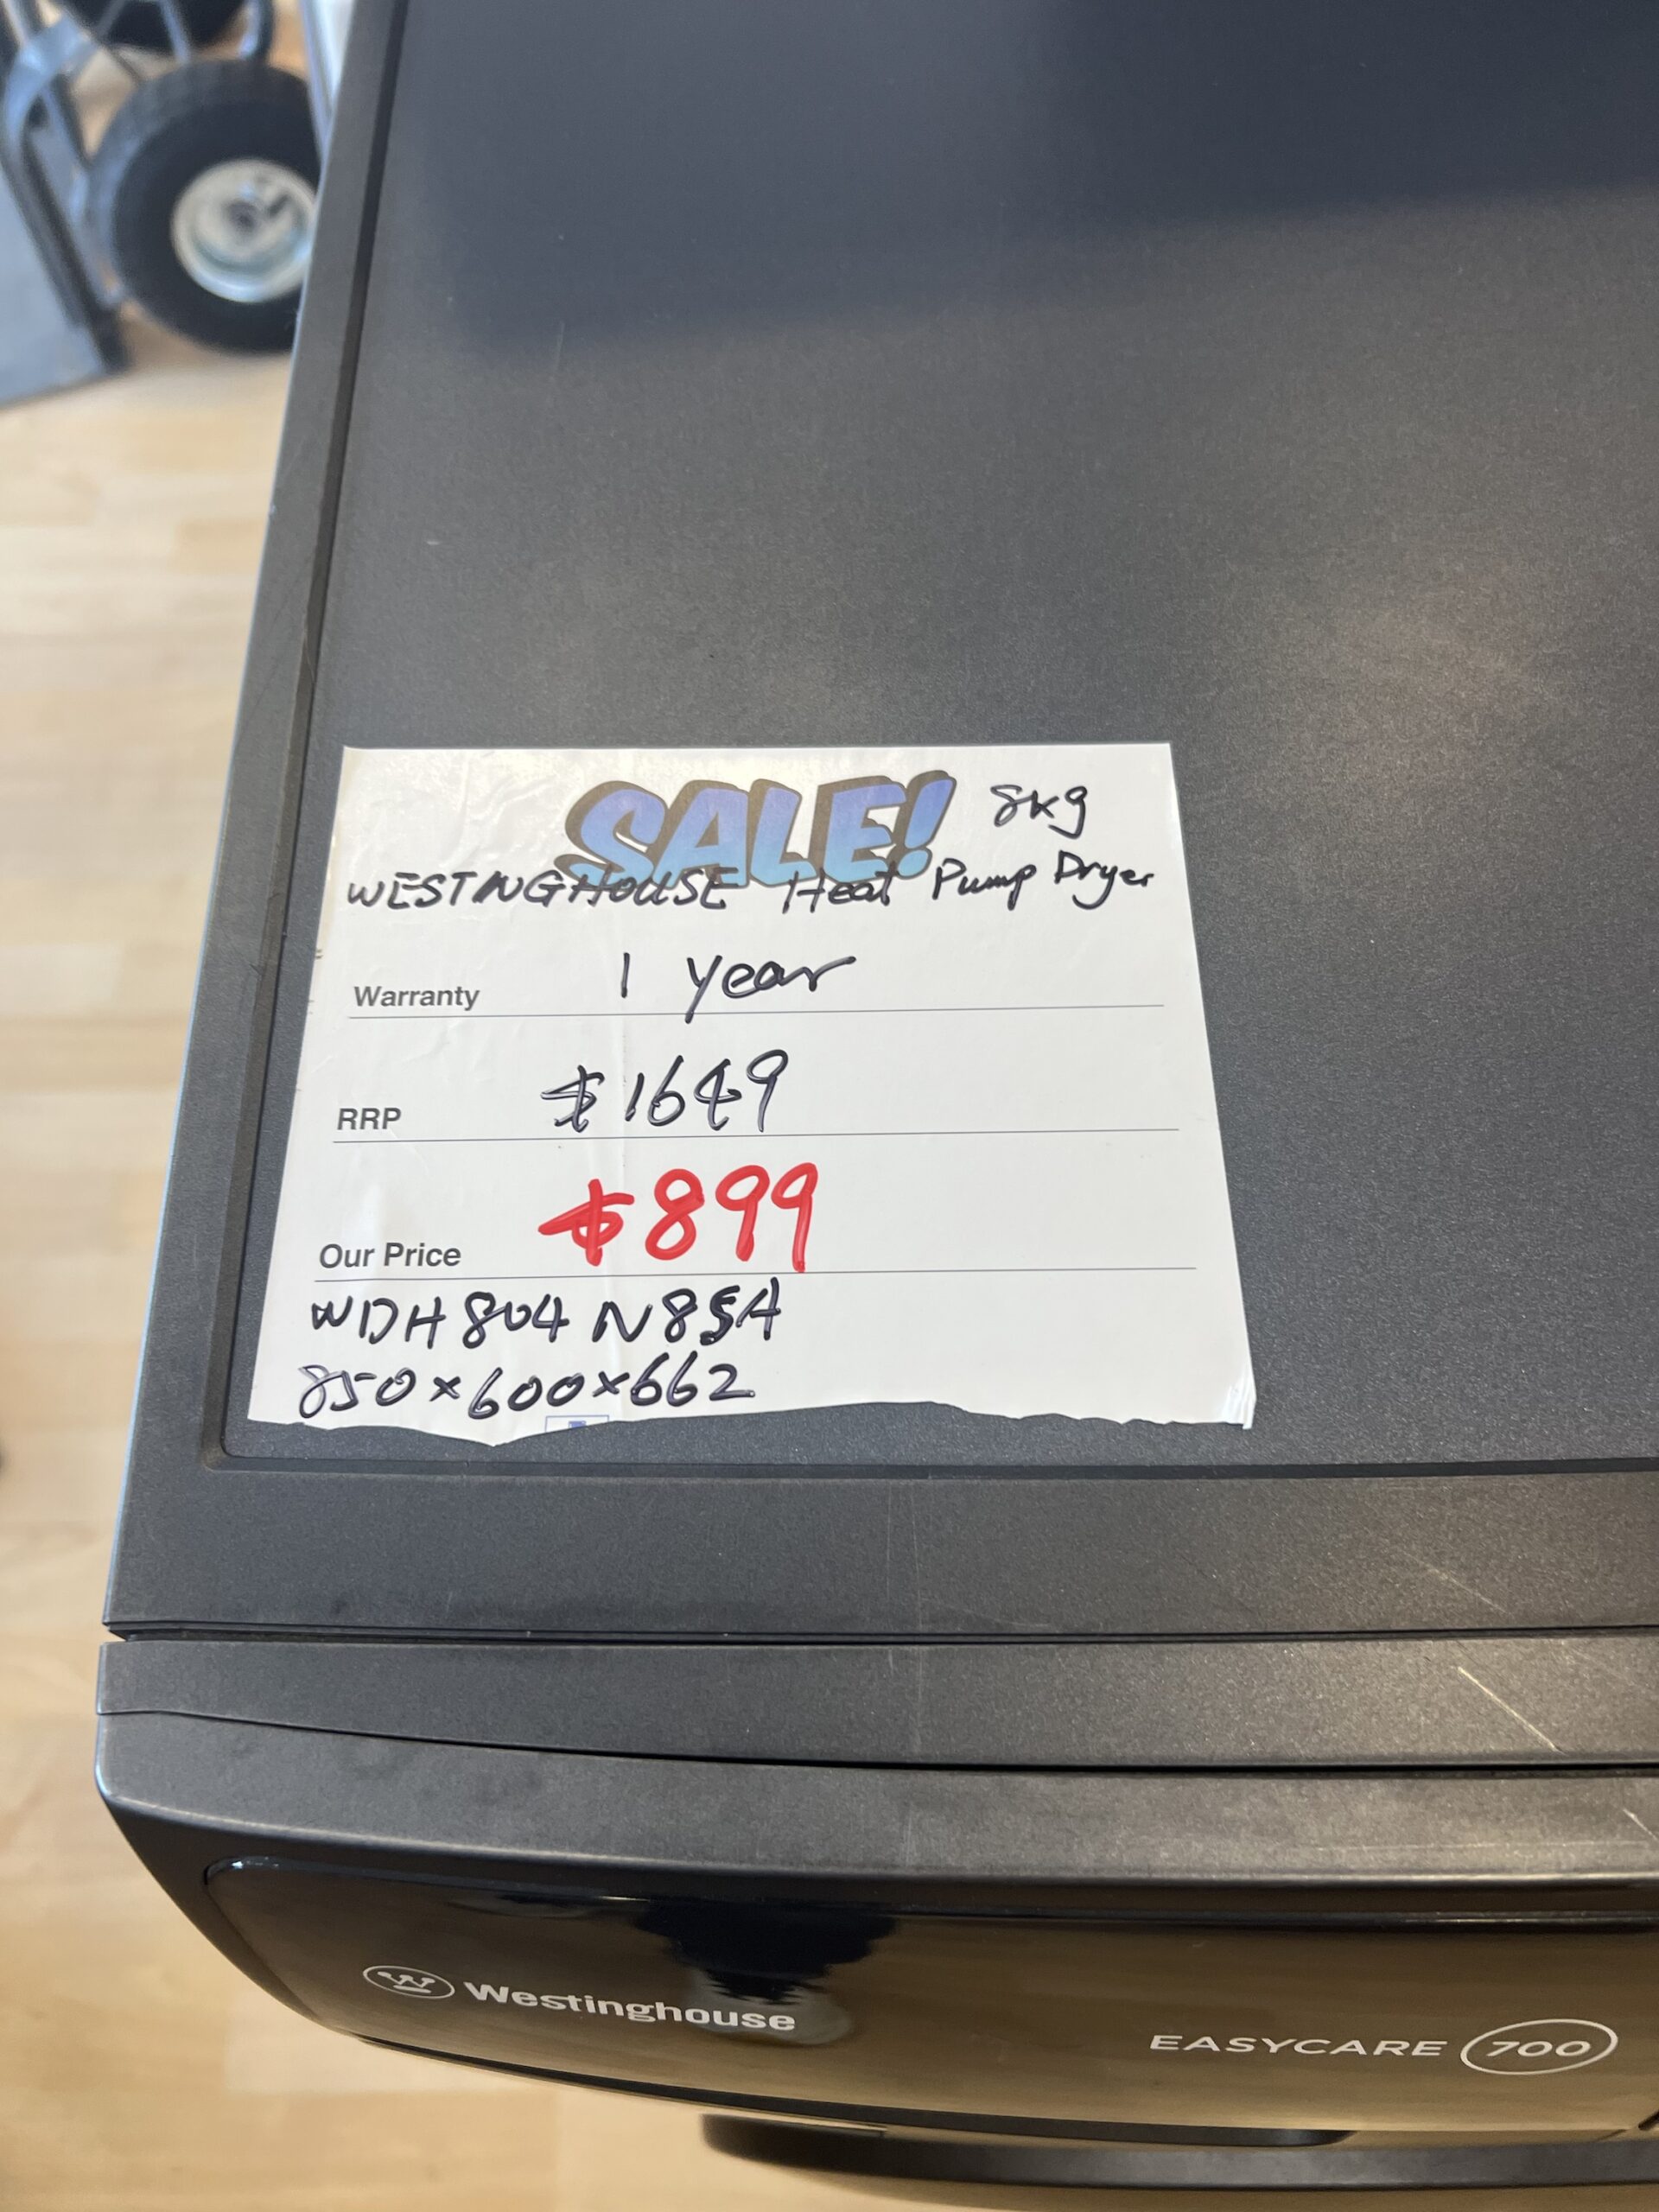 SALE! 8kg
WESTINGHOUSE Heat Pump Dryer
Warranty 1 year
RRP $1649
Our Price $899
WDH804N8SA
850×600×662
Westinghouse
EASYCARE 700